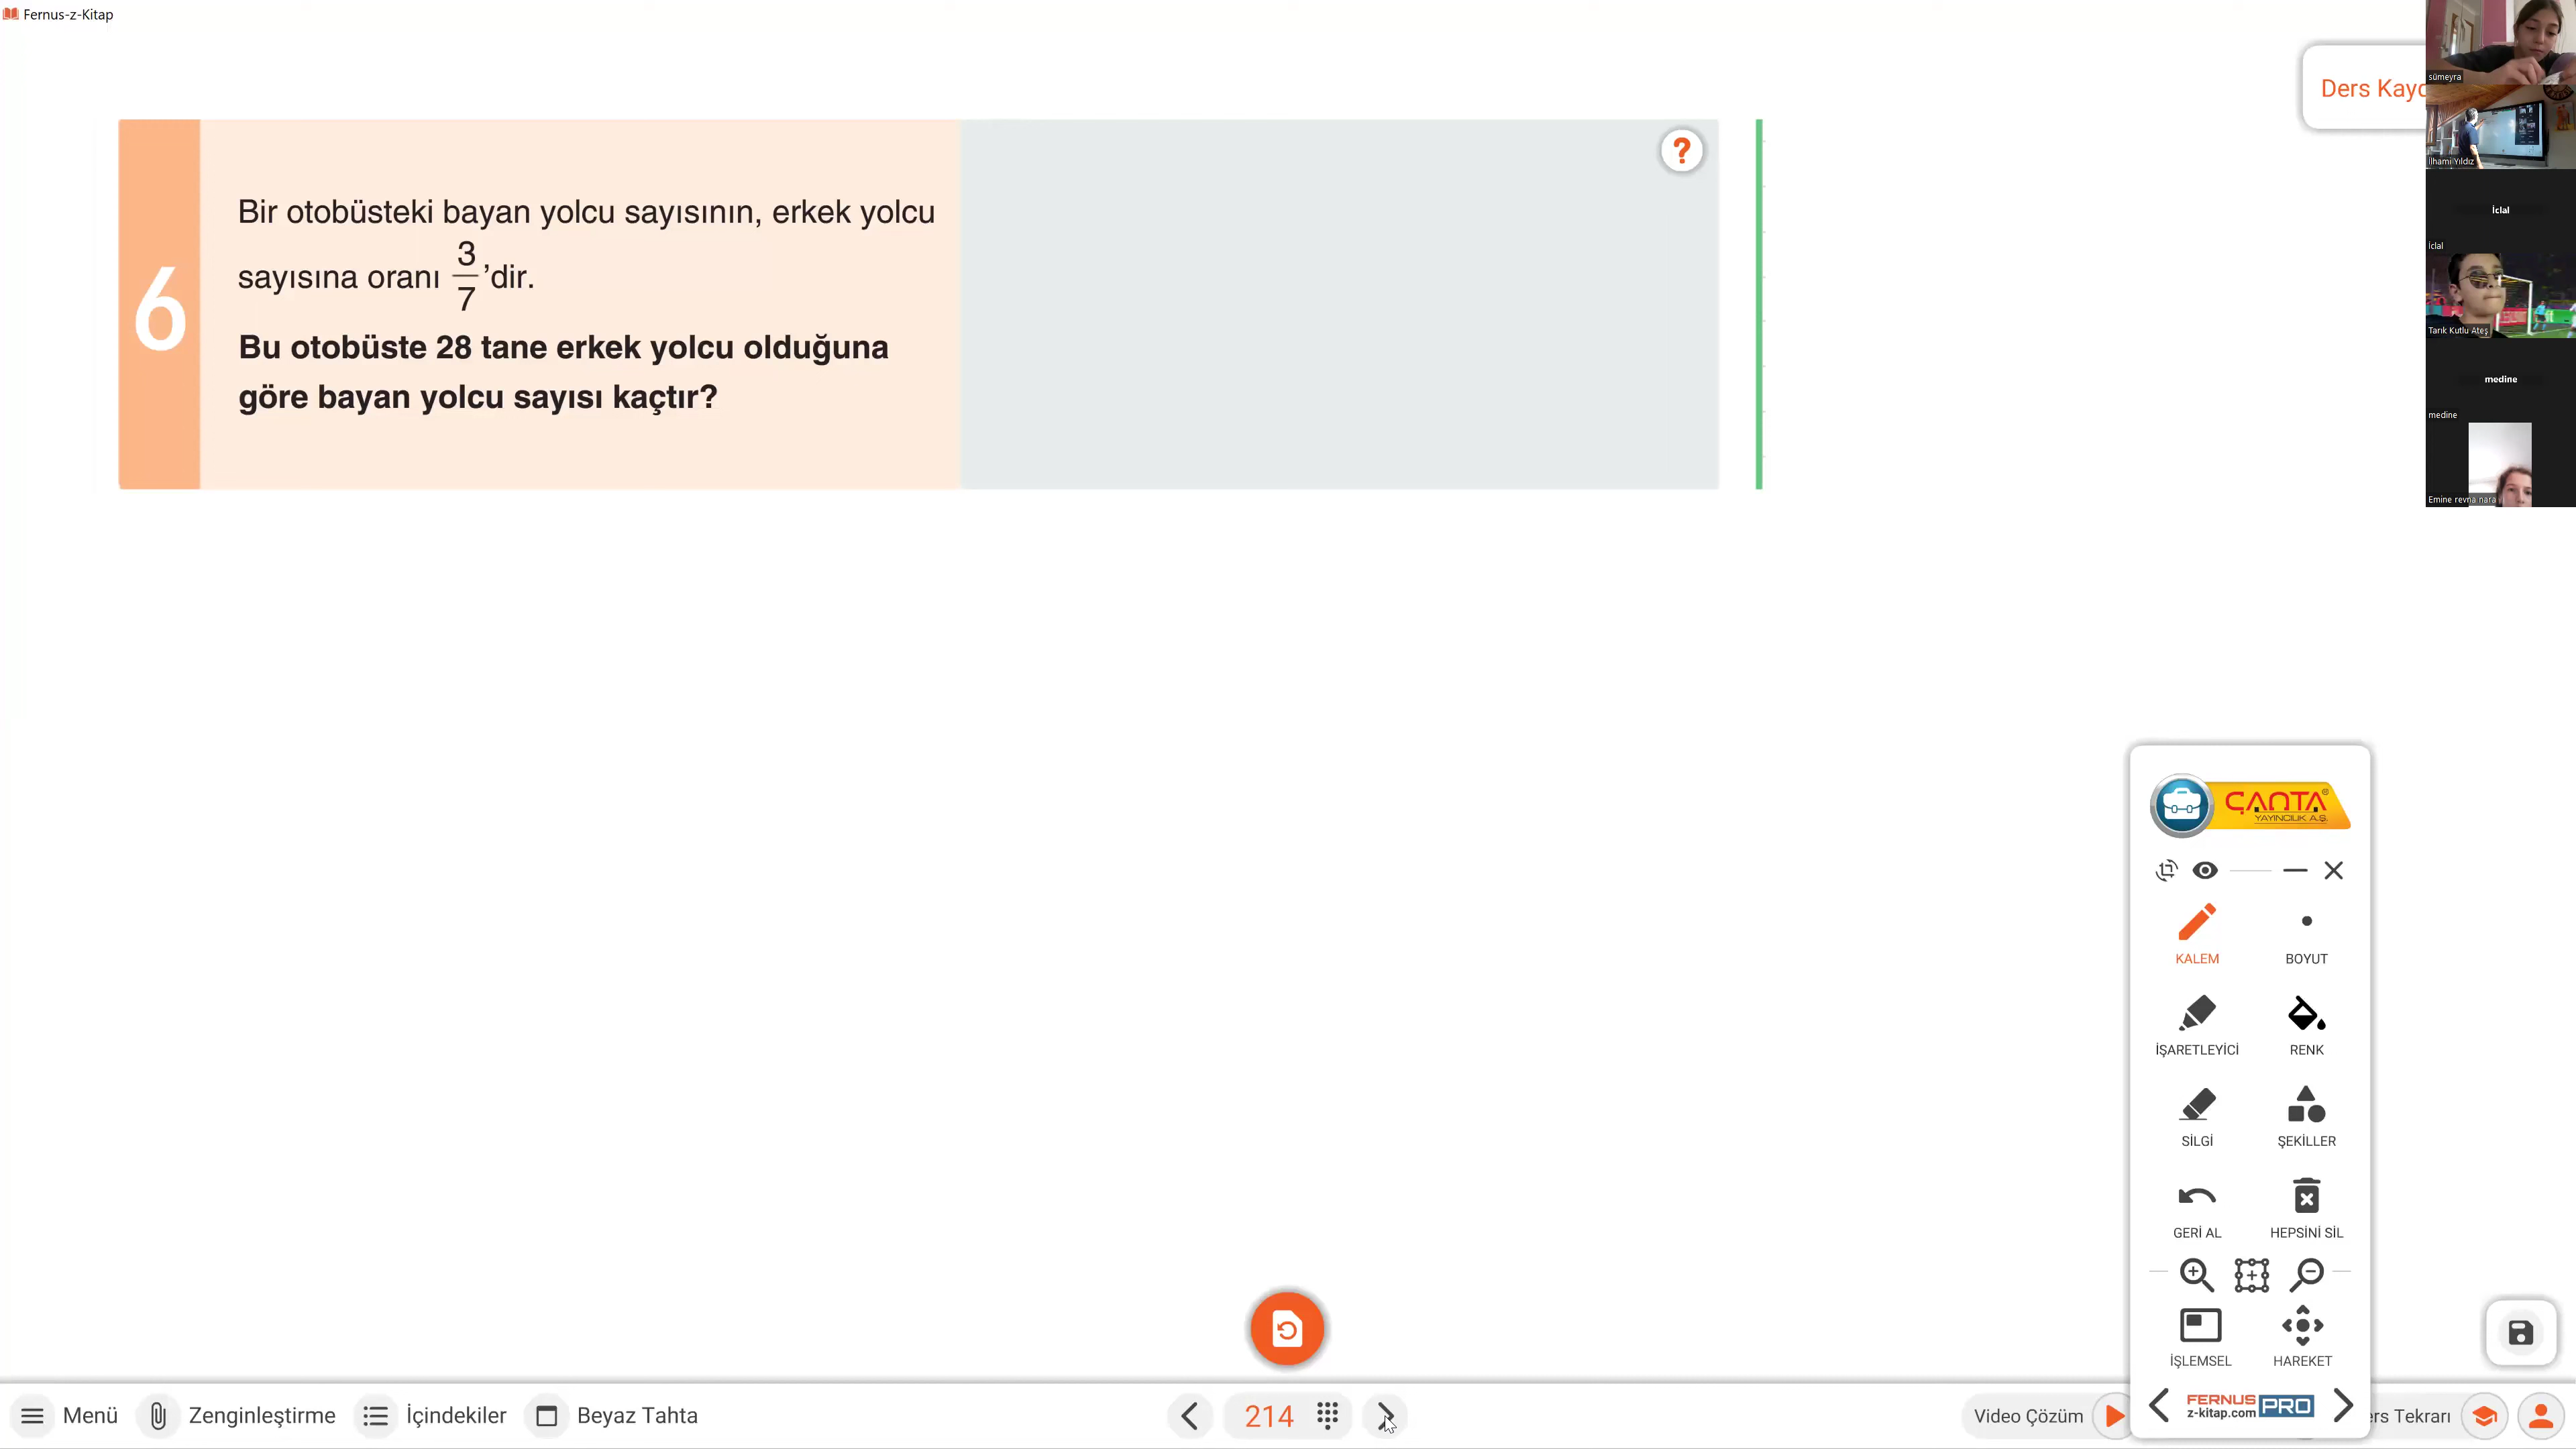 Fernus-z-Kitap
Ders Kayd
6
Bir otobüsteki bayan yolcu sayısının, erkek yolcu
sayısına oranı 3/7 'dir.
Bu otobüste 28 tane erkek yolcu olduğuna
göre bayan yolcu sayısı kaçtır?
?
sümeyra
İlhami Yıldız
İclal
İclal
Tarık Kutlu Ateş
medine
medine
Emine revna nara
ÇANTA®
YAYINCILIK A.Ş.
KALEM
BOYUT
İŞARETLEYİCİ
RENK
SİLGİ
ŞEKİLLER
GERİ AL
HEPSİNİ SİL
İŞLEMSEL
HAREKET
FERNUS
z-kitap.com PRO
Menü
Zenginleştirme
İçindekiler
Beyaz Tahta
214
Video Çözüm
ers Tekrarı